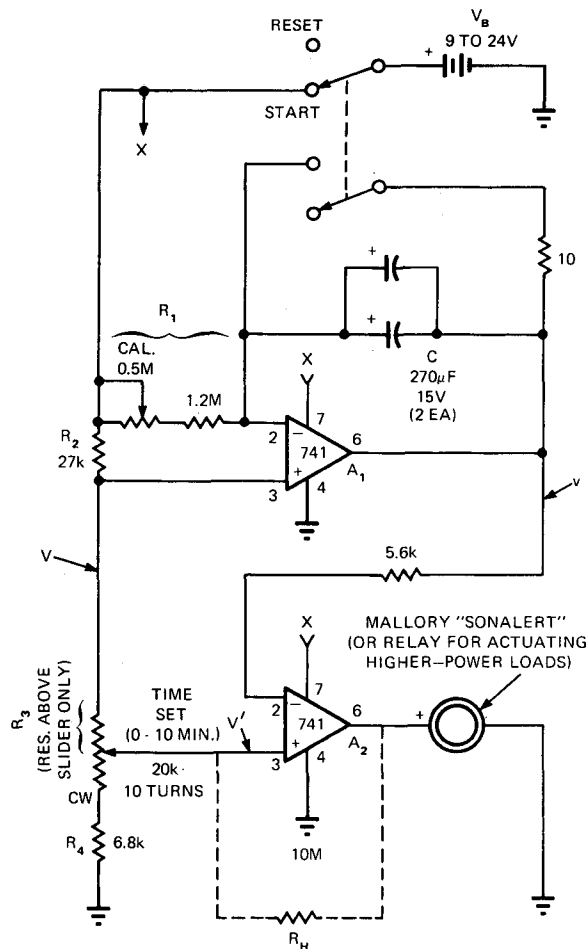 RESET
V_B
9 TO 24V
+
START
X
10
+
+
R_1
CAL.
0.5M
C
270μF
15V
(2 EA)
X
1.2M
2
−
7
6
R_2
27k
741
+
3
4
A_1
v
V
5.6k
MALLORY "SONALERT"
(OR RELAY FOR ACTUATING
HIGHER–POWER LOADS)
X
R_3
(RES. ABOVE
SLIDER ONLY)
TIME
SET
(0 - 10 MIN.)
V'
2
−
7
6
+
741
+
3
4
A_2
20k
10 TURNS
CW
R_4
6.8k
10M
R_H